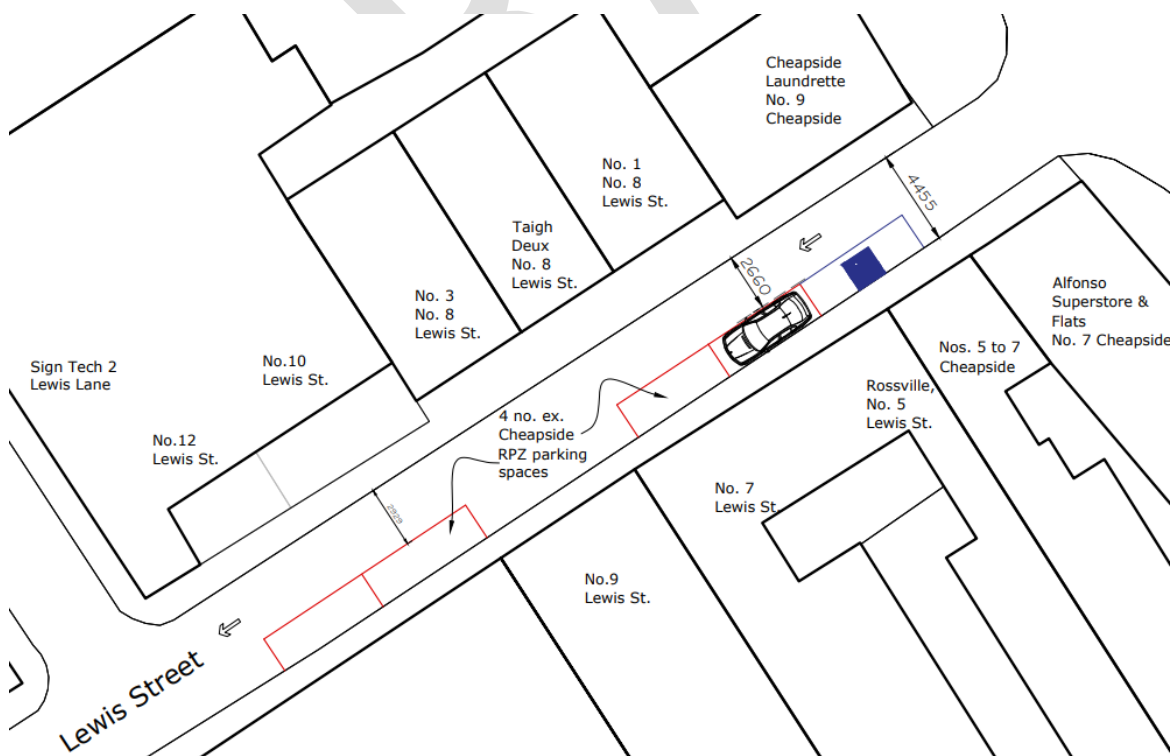 Cheapside
Laundrette
No. 9
Cheapside
No. 1
No. 8
Lewis St.
Taigh
Deux
No. 8
Lewis St.
No. 3
No. 8
Lewis St.
No.10
Lewis St.
Sign Tech 2
Lewis Lane
No.12
Lewis St.
4455
2660
4 no. ex.
Cheapside
RPZ parking
spaces
2929
Alfonso
Superstore &
Flats
No. 7 Cheapside
Nos. 5 to 7
Cheapside
Rossville,
No. 5
Lewis St.
No. 7
Lewis St.
No.9
Lewis St.
Lewis Street